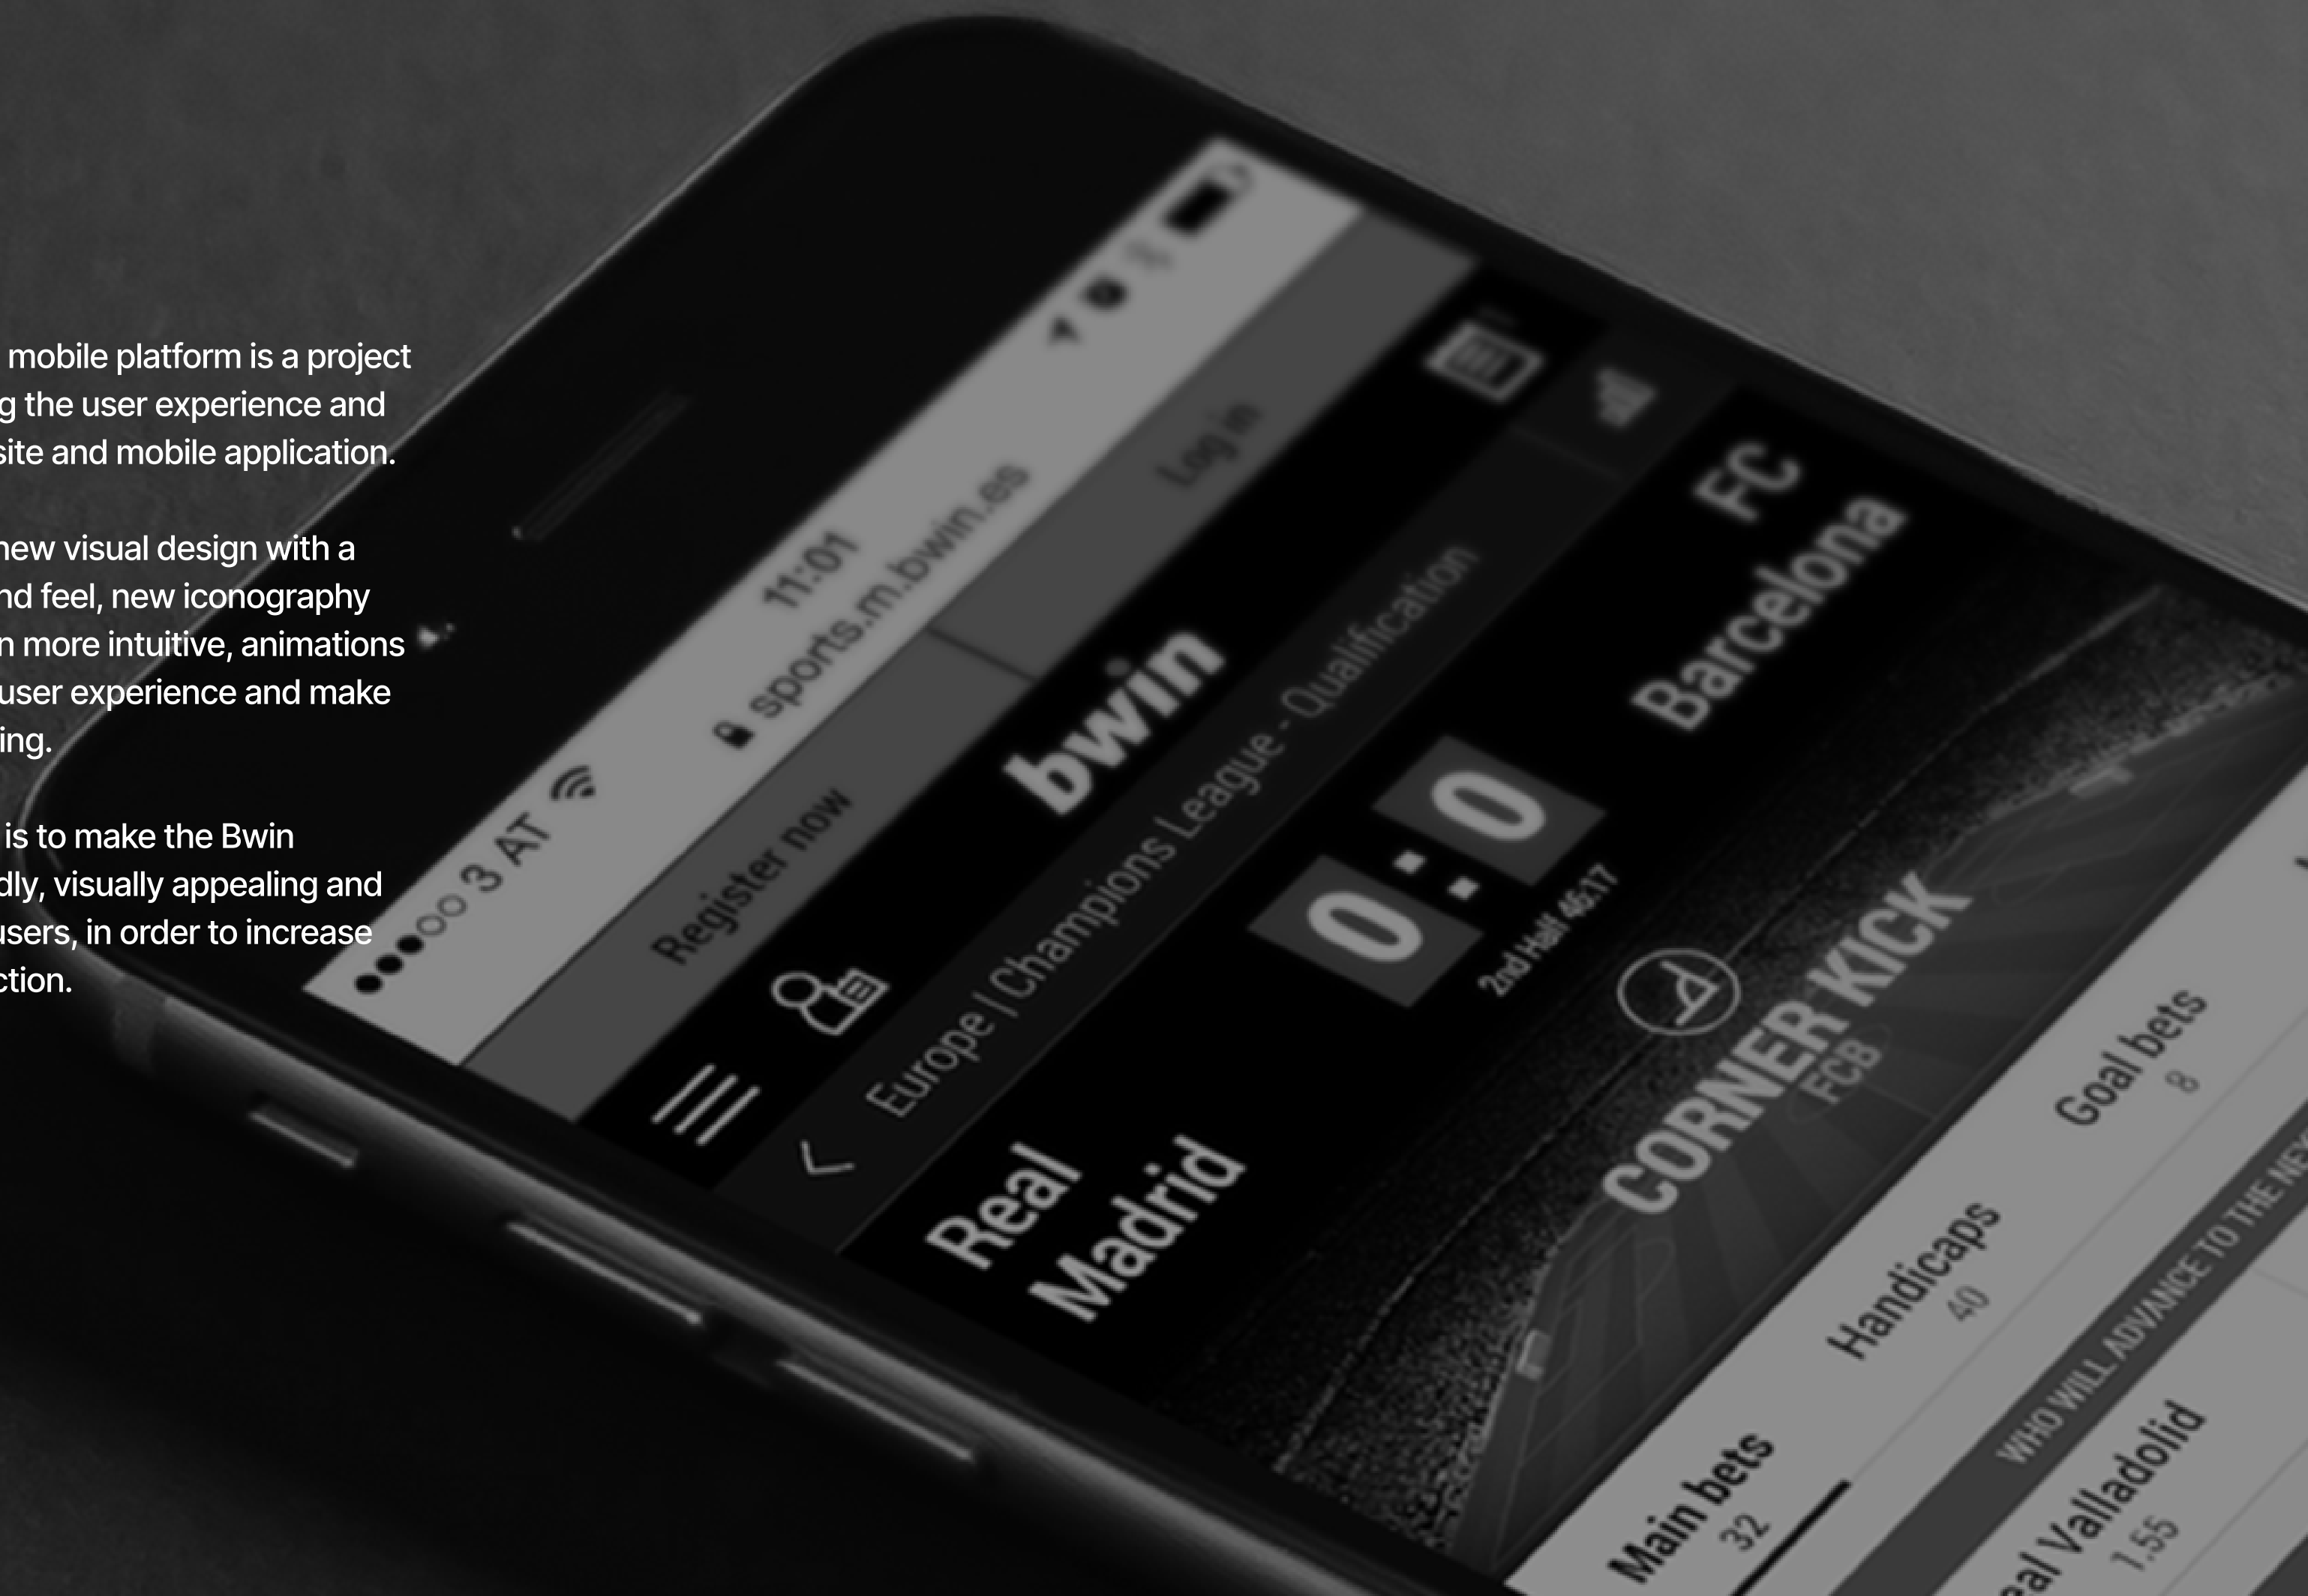 mobile platform is a project
g the user experience and
site and mobile application.
new visual design with a
nd feel, new iconography
n more intuitive, animations
user experience and make
ing.
is to make the Bwin
dly, visually appealing and
users, in order to increase
ction.
3 AT 11:01
sports.m.bwin.es
Register now Log in
bwin
Europe | Champions League - Qualification
Real
Madrid
0 : 0
FC
Barcelona
2nd Half 45:17
CORNER KICK
FCB
Main bets
32
Handicaps
40
Goal bets
8
WHO WILL ADVANCE TO THE NEX
eal Valladolid
1.55